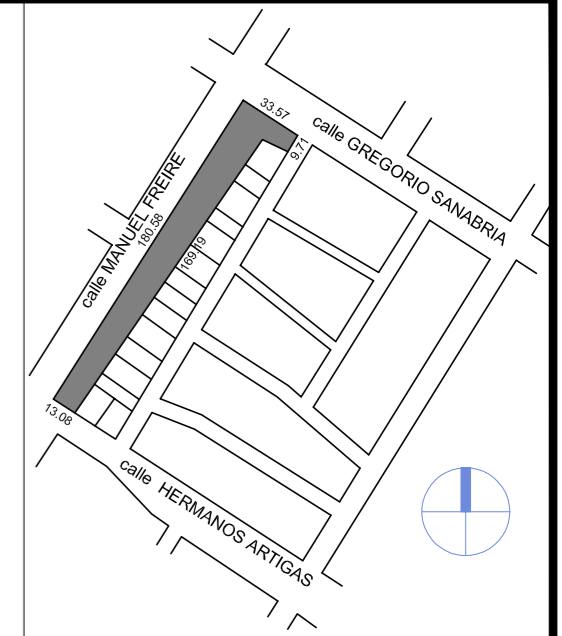 33.57
9.71
calle GREGORIO SANABRIA
calle MANUEL FREIRE
180.58
169.19
13.08
calle HERMANOS ARTIGAS